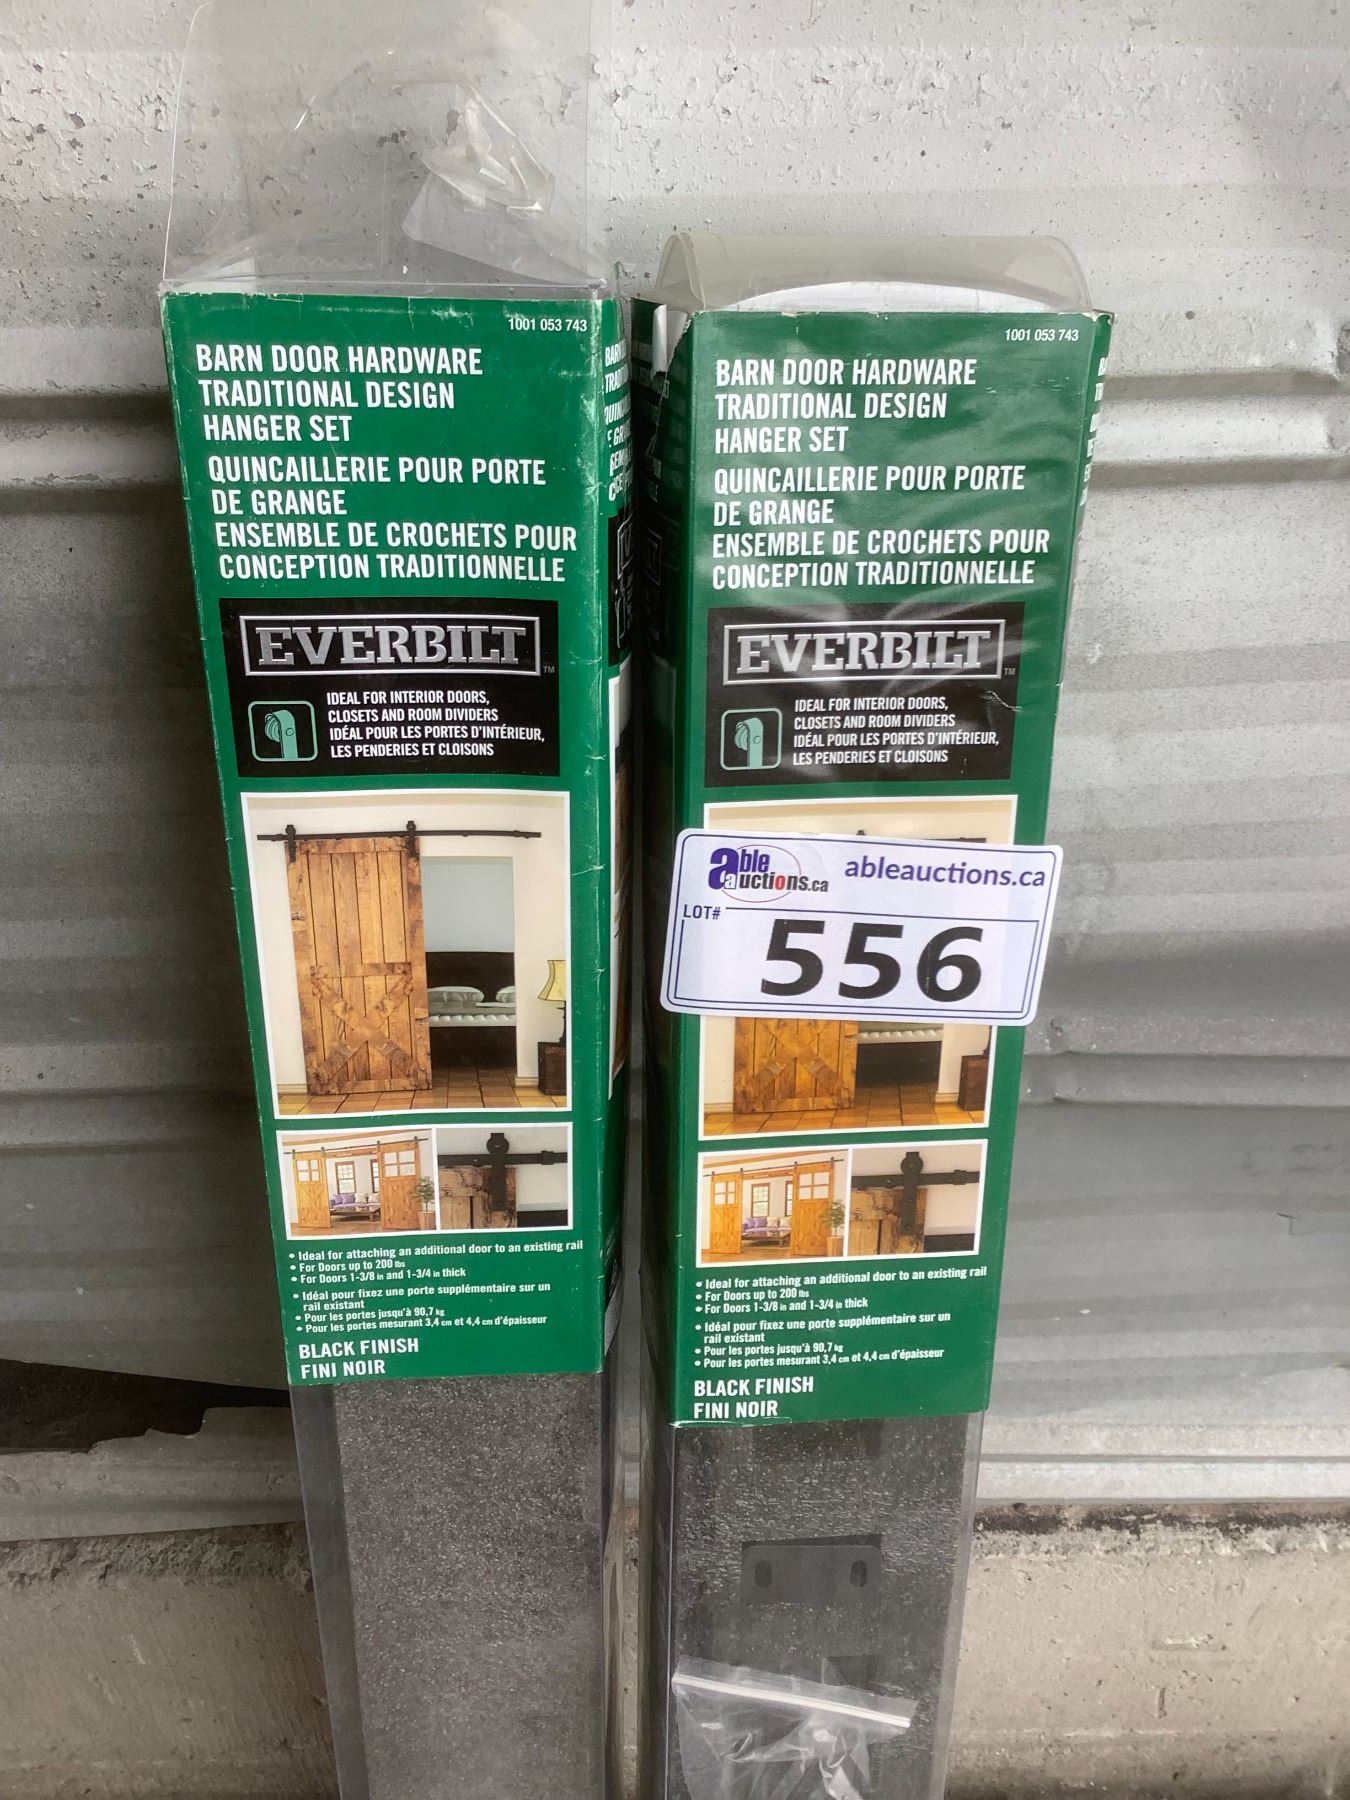 1001 053 743
BARN DOOR HARDWARE
TRADITIONAL DESIGN
HANGER SET
QUINCAILLERIE POUR PORTE
DE GRANGE
ENSEMBLE DE CROCHETS POUR
CONCEPTION TRADITIONNELLE
EVERBILT™
IDEAL FOR INTERIOR DOORS,
CLOSETS AND ROOM DIVIDERS
IDÉAL POUR LES PORTES D'INTÉRIEUR,
LES PENDERIES ET CLOISONS
• Ideal for attaching an additional door to an existing rail
• For Doors up to 200 lbs
• For Doors 1-3/8 in and 1-3/4 in thick
• Idéal pour fixez une porte supplémentaire sur un
rail existant
• Pour les portes jusqu'à 90,7 kg
• Pour les portes mesurant 3,4 cm et 4,4 cm d'épaisseur
BLACK FINISH
FINI NOIR
1001 053 743
BARN DOOR HARDWARE
TRADITIONAL DESIGN
HANGER SET
QUINCAILLERIE POUR PORTE
DE GRANGE
ENSEMBLE DE CROCHETS POUR
CONCEPTION TRADITIONNELLE
EVERBILT™
IDEAL FOR INTERIOR DOORS,
CLOSETS AND ROOM DIVIDERS
IDÉAL POUR LES PORTES D'INTÉRIEUR,
LES PENDERIES ET CLOISONS
able auctions.ca
ableauctions.ca
LOT#
556
• Ideal for attaching an additional door to an existing rail
• For Doors up to 200 lbs
• For Doors 1-3/8 in and 1-3/4 in thick
• Idéal pour fixez une porte supplémentaire sur un
rail existant
• Pour les portes jusqu'à 90,7 kg
• Pour les portes mesurant 3,4 cm et 4,4 cm d'épaisseur
BLACK FINISH
FINI NOIR